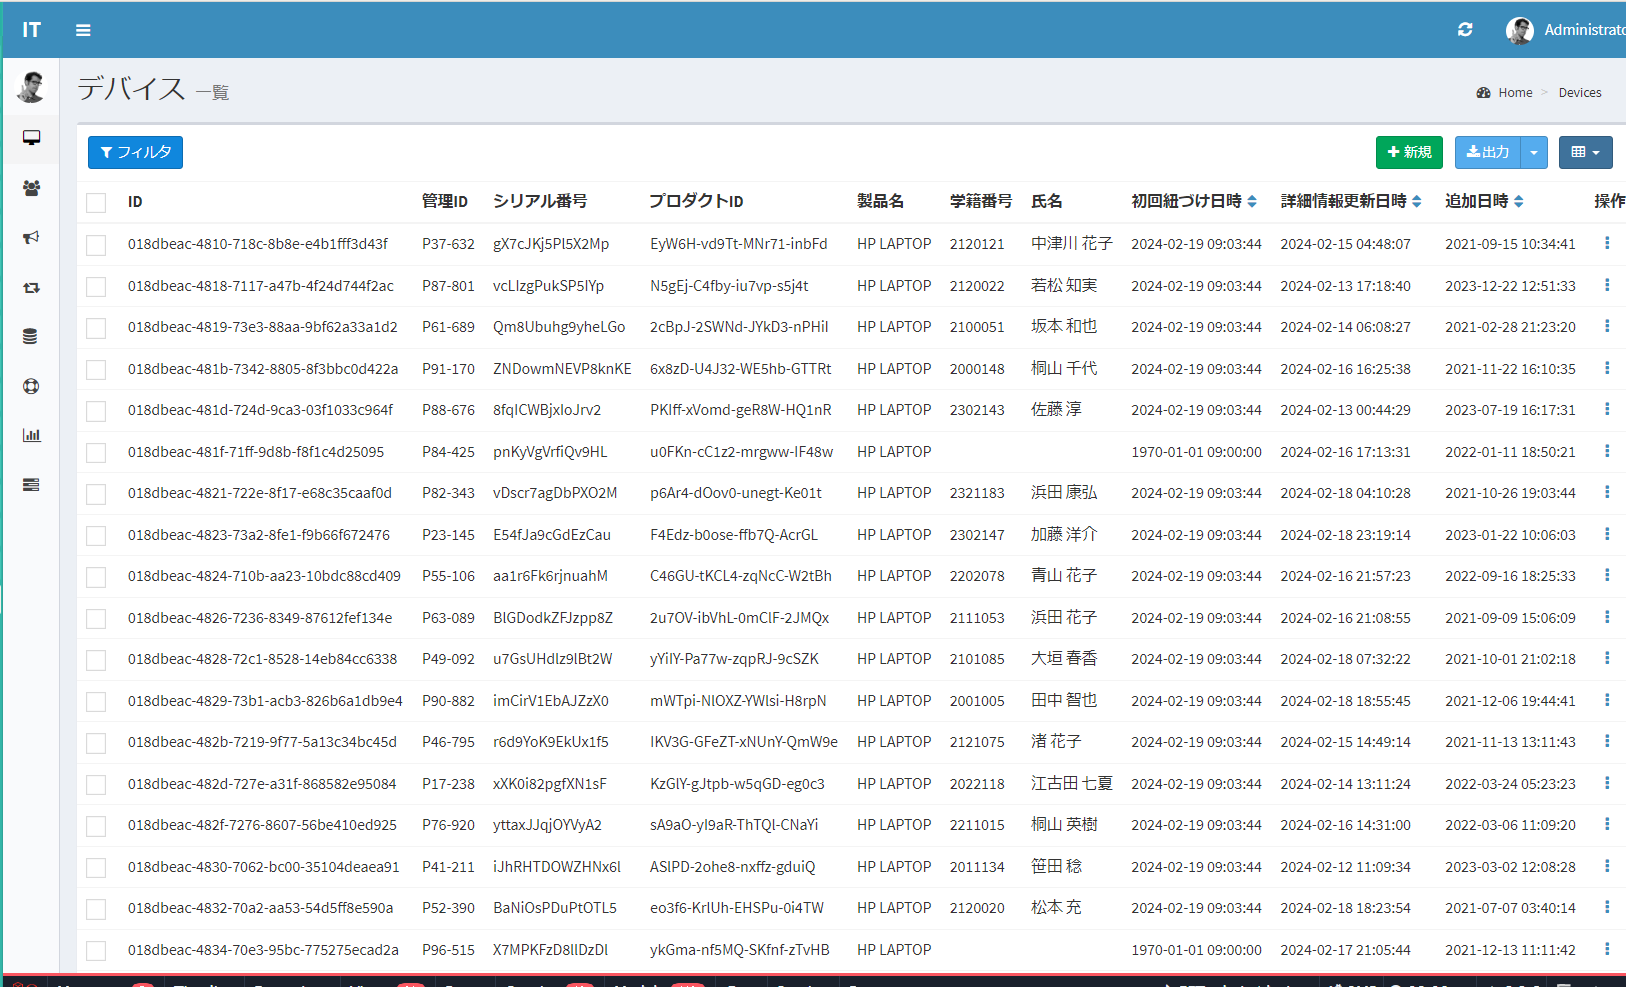 IT Administrato
デバイス 一覧
Home > Devices
フィルタ 新規 出力
ID 管理ID シリアル番号 プロダクトID 製品名 学籍番号 氏名 初回紐づけ日時 詳細情報更新日時 追加日時 操作
018dbeac-4810-718c-8b8e-e4b1fff3d43f P37-632 gX7cJKj5Pl5X2Mp EyW6H-vd9Tt-MNr71-inbFd HP LAPTOP 2120121 中津川 花子 2024-02-19 09:03:44 2024-02-15 04:48:07 2021-09-15 10:34:41
018dbeac-4818-7117-a47b-4f24d744f2ac P87-801 vcLIzgPukSP5IYp N5gEj-C4fby-iu7vp-s5j4t HP LAPTOP 2120022 若松 知実 2024-02-19 09:03:44 2024-02-13 17:18:40 2023-12-22 12:51:33
018dbeac-4819-73e3-88aa-9bf62a33a1d2 P61-689 Qm8Ubuhg9yheLGo 2cBpJ-2SWNd-JYkD3-nPHiI HP LAPTOP 2100051 坂本 和也 2024-02-19 09:03:44 2024-02-14 06:08:27 2021-02-28 21:23:20
018dbeac-481b-7342-8805-8f3bbc0d422a P91-170 ZNDowmNEVP8knKE 6x8zD-U4J32-WE5hb-GTTRt HP LAPTOP 2000148 桐山 千代 2024-02-19 09:03:44 2024-02-16 16:25:38 2021-11-22 16:10:35
018dbeac-481d-724d-9ca3-03f1033c964f P88-676 8fqICWBjxIoJrv2 PKIff-xVomd-geR8W-HQ1nR HP LAPTOP 2302143 佐藤 淳 2024-02-19 09:03:44 2024-02-13 00:44:29 2023-07-19 16:17:31
018dbeac-481f-71ff-9d8b-f8f1c4d25095 P84-425 pnKyVgVrfiQv9HL u0FKn-cC1z2-mrgww-IF48w HP LAPTOP 1970-01-01 09:00:00 2024-02-16 17:13:31 2022-01-11 18:50:21
018dbeac-4821-722e-8f17-e68c35caaf0d P82-343 vDscr7agDbPXO2M p6Ar4-dOov0-unegt-Ke01t HP LAPTOP 2321183 浜田 康弘 2024-02-19 09:03:44 2024-02-18 04:10:28 2021-10-26 19:03:44
018dbeac-4823-73a2-8fe1-f9b66f672476 P23-145 E54fJa9cGdEzCau F4Edz-b0ose-ffb7Q-AcrGL HP LAPTOP 2302147 加藤 洋介 2024-02-19 09:03:44 2024-02-18 23:19:14 2023-01-22 10:06:03
018dbeac-4824-710b-aa23-10bdc88cd409 P55-106 aa1r6Fk6rjnuahM C46GU-tKCL4-zqNcC-W2tBh HP LAPTOP 2202078 青山 花子 2024-02-19 09:03:44 2024-02-16 21:57:23 2022-09-16 18:25:33
018dbeac-4826-7236-8349-87612fef134e P63-089 BlGDodkZFJzpp8Z 2u7OV-ibVhL-0mClF-2JMQx HP LAPTOP 2111053 浜田 花子 2024-02-19 09:03:44 2024-02-16 21:08:55 2021-09-09 15:06:09
018dbeac-4828-72c1-8528-14eb84cc6338 P49-092 u7GsUHdlz9lBt2W yYiIY-Pa77w-zqpRJ-9cSZK HP LAPTOP 2101085 大垣 春香 2024-02-19 09:03:44 2024-02-18 07:32:22 2021-10-01 21:02:18
018dbeac-4829-73b1-acb3-826b6a1db9e4 P90-882 imCirV1EbAJZzX0 mWTpi-NlOXZ-YWlsi-H8rpN HP LAPTOP 2001005 田中 智也 2024-02-19 09:03:44 2024-02-18 18:55:45 2021-12-06 19:44:41
018dbeac-482b-7219-9f77-5a13c34bc45d P46-795 r6d9YoK9EkUx1f5 IKV3G-GFeZT-xNUnY-QmW9e HP LAPTOP 2121075 渚 花子 2024-02-19 09:03:44 2024-02-15 14:49:14 2021-11-13 13:11:43
018dbeac-482d-727e-a31f-868582e95084 P17-238 xXK0i82pgfXN1sF KzGlY-gJtpb-w5qGD-eg0c3 HP LAPTOP 2022118 江古田 七夏 2024-02-19 09:03:44 2024-02-14 13:11:24 2022-03-24 05:23:23
018dbeac-482f-7276-8607-56be410ed925 P76-920 yttaxJJqjOYVyA2 sA9aO-yI9aR-ThTQl-CNaYi HP LAPTOP 2211015 桐山 英樹 2024-02-19 09:03:44 2024-02-16 14:31:00 2022-03-06 11:09:20
018dbeac-4830-7062-bc00-35104deaea91 P41-211 iJhRHTDOWZHNx6l ASlPD-2ohe8-nxffz-gduiQ HP LAPTOP 2011134 笹田 稔 2024-02-19 09:03:44 2024-02-12 11:09:34 2023-03-02 12:08:28
018dbeac-4832-70a2-aa53-54d5ff8e590a P52-390 BaNiOsPDuPtOTL5 eo3f6-KrlUh-EHSPu-0i4TW HP LAPTOP 2120020 松本 充 2024-02-19 09:03:44 2024-02-18 18:23:54 2021-07-07 03:40:14
018dbeac-4834-70e3-95bc-775275ecad2a P96-515 X7MPKFzD8llDzDl ykGma-nf5MQ-SKfnf-zTvHB HP LAPTOP 1970-01-01 09:00:00 2024-02-17 21:05:44 2021-12-13 11:11:42